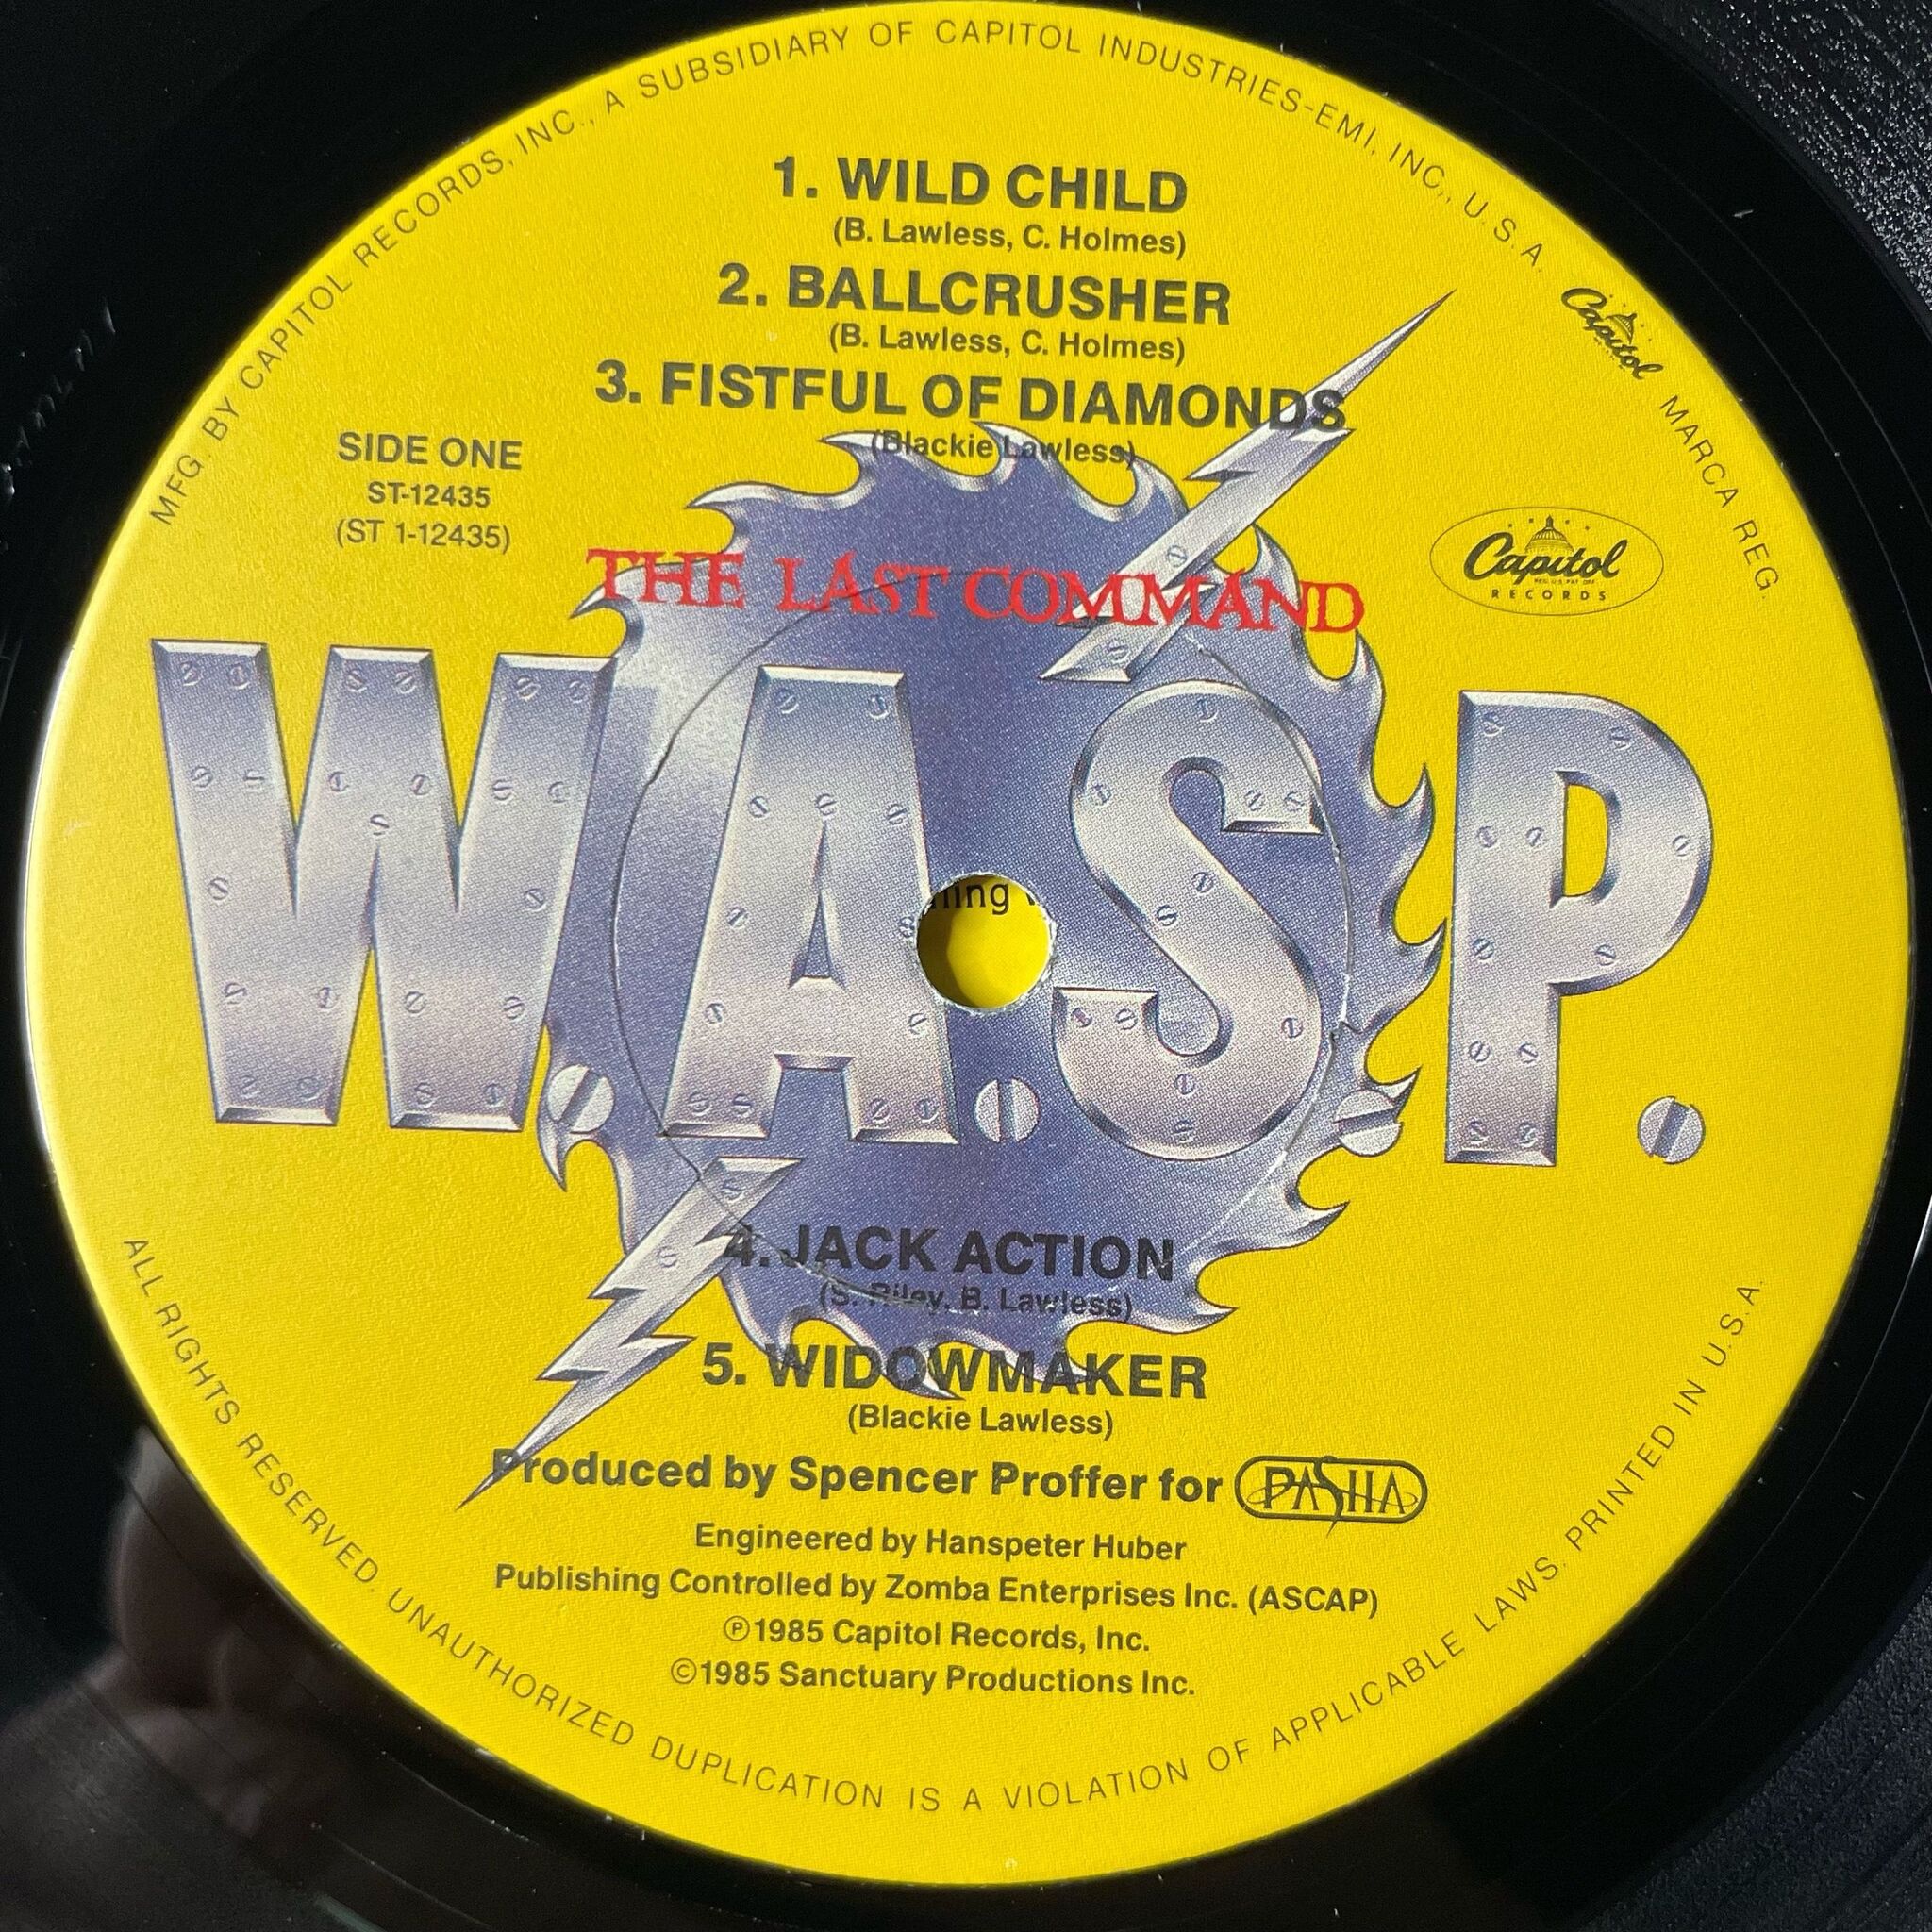 MFG. BY CAPITOL RECORDS, INC., A SUBSIDIARY OF CAPITOL INDUSTRIES-EMI, INC., U.S.A. Capitol MARCA REG.
1. WILD CHILD
(B. Lawless, C. Holmes)
2. BALLCRUSHER
(B. Lawless, C. Holmes)
3. FISTFUL OF DIAMONDS
(Blackie Lawless)
SIDE ONE
ST-12435
(ST 1-12435)
Capitol
RECORDS
THE LAST COMMAND
W.A.S.P.
4. JACK ACTION
(S. Riley, B. Lawless)
5. WIDOWMAKER
(Blackie Lawless)
Produced by Spencer Proffer for PASHA
Engineered by Hanspeter Huber
Publishing Controlled by Zomba Enterprises Inc. (ASCAP)
Ⓟ1985 Capitol Records, Inc.
©1985 Sanctuary Productions Inc.
ALL RIGHTS RESERVED. UNAUTHORIZED DUPLICATION IS A VIOLATION OF APPLICABLE LAWS. PRINTED IN U.S.A.